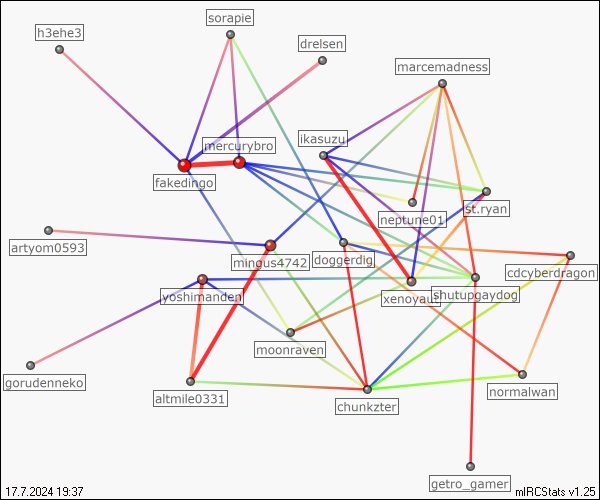 sorapie
h3ehe3
drelsen
marcemadness
ikasuzu
mercurybro
fakedingo
st.ryan
neptune01
artyom0593
doggerdig
mingus4742
cdcyberdragon
xenoyau
shutupgaydog
yoshimanden
moonraven
gorudenneko
normalwan
altmile0331
chunkzter
getro_gamer
17.7.2024 19:37
mIRCStats v1.25